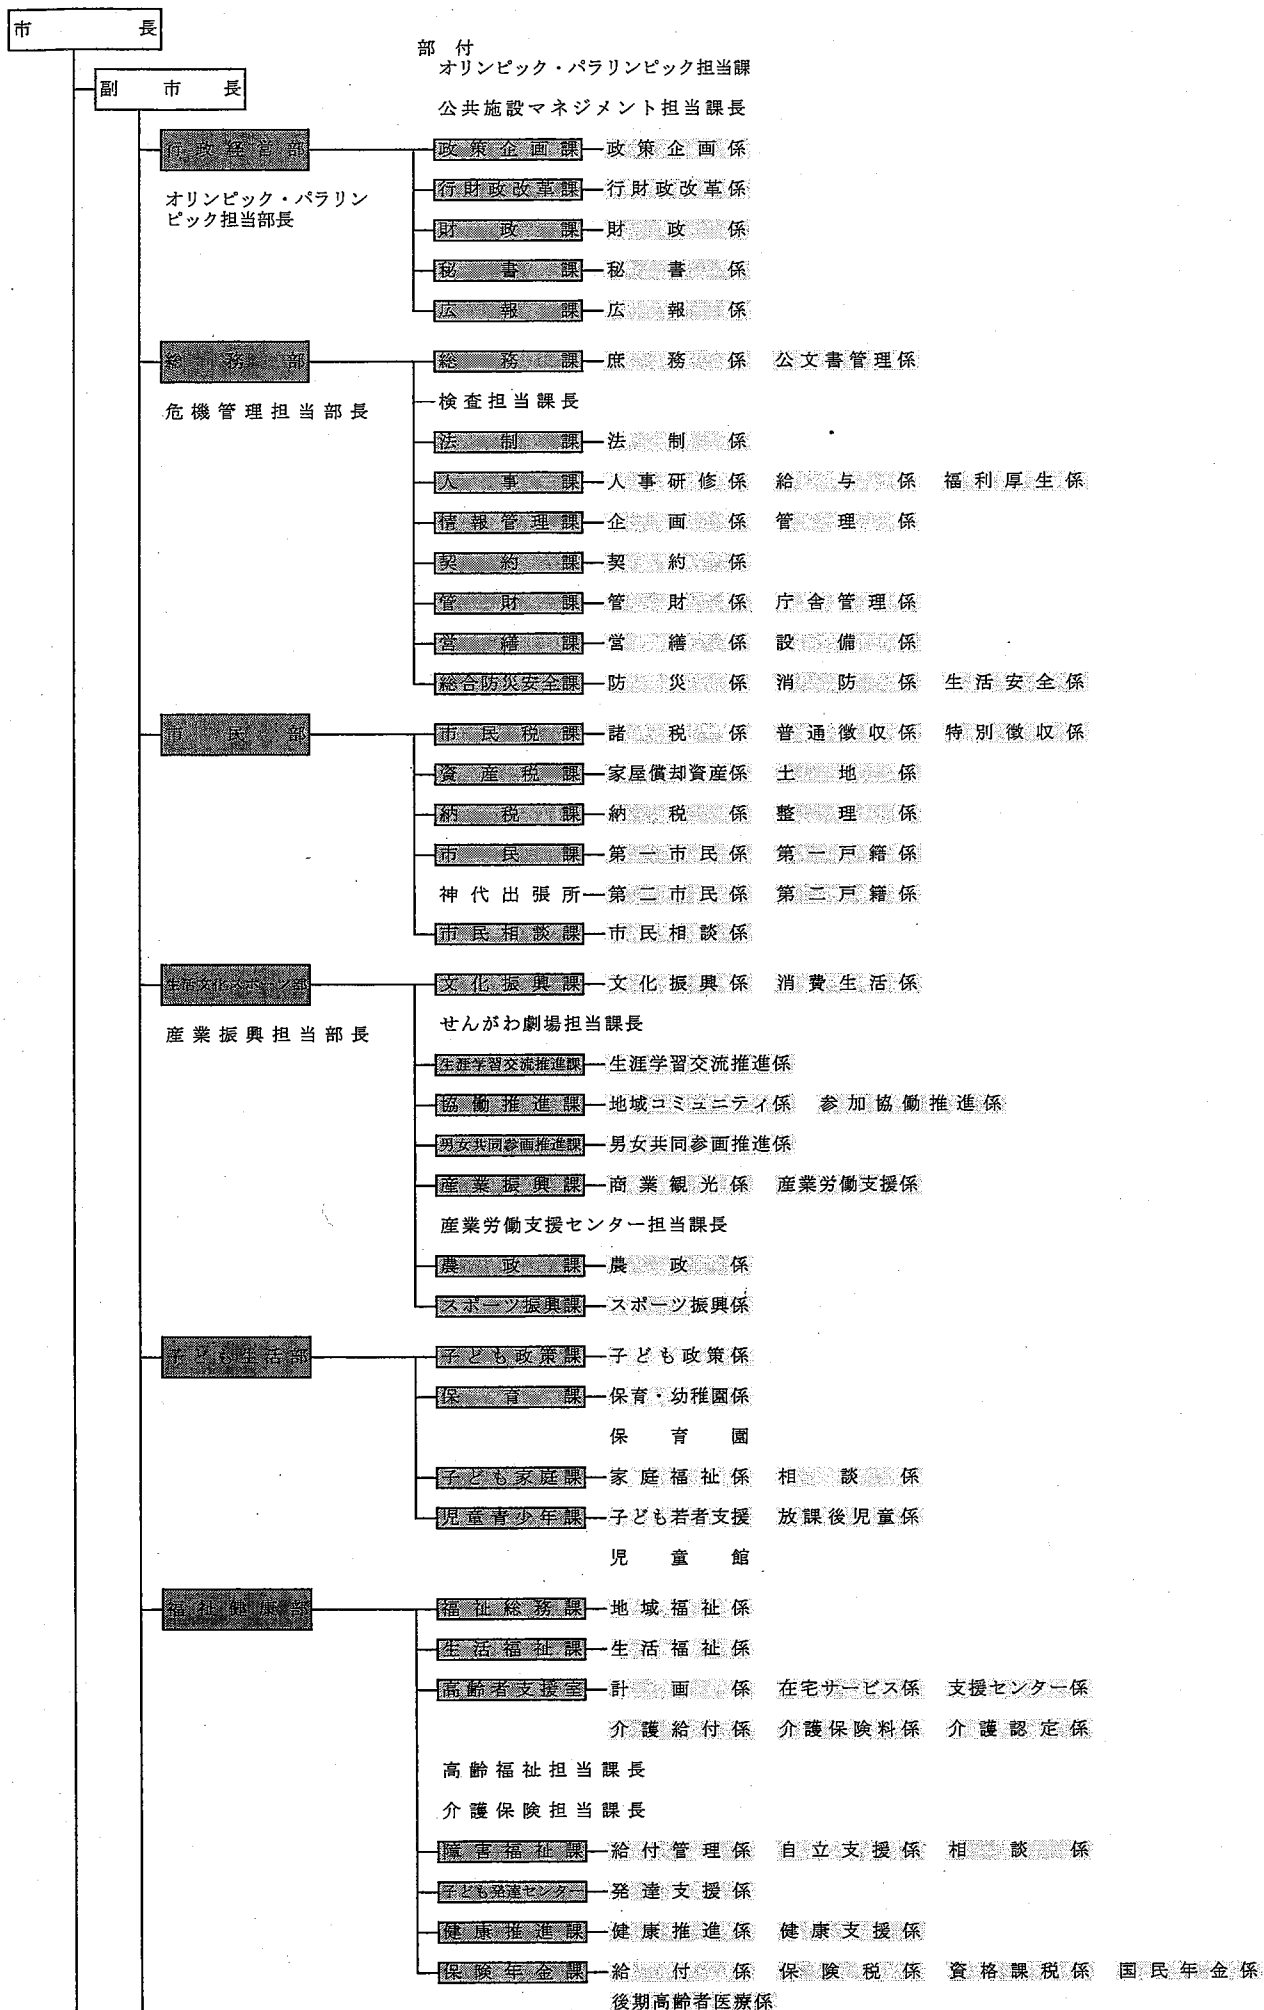 市長
部付
オリンピック・パラリンピック担当課
副市長
公共施設マネジメント担当課長
行政経営部 政策企画課 政策企画係
オリンピック・パラリン
ピック担当部長
行財政改革課 行財政改革係
財政課 財政係
秘書課 秘書係
広報課 広報係
総務部 総務課 庶務係 公文書管理係
危機管理担当部長
検査担当課長
法制課 法制係
人事課 人事研修係 給与係 福利厚生係
情報管理課 企画係 管理係
契約課 契約係
管財課 管財係 庁舎管理係
営繕課 営繕係 設備係
総合防災安全課 防災係 消防係 生活安全係
市民部 市民税課 諸税係 普通徴収係 特別徴収係
資産税課 家屋償却資産係 土地係
納税課 納税係 整理係
市民課 第一市民係 第一戸籍係
神代出張所 第二市民係 第二戸籍係
市民相談課 市民相談係
生活文化スポーツ部 文化振興課 文化振興係 消費生活係
産業振興担当部長
せんがわ劇場担当課長
生涯学習交流推進課 生涯学習交流推進係
協働推進課 地域コミュニティ係 参加協働推進係
男女共同参画推進課 男女共同参画推進係
産業振興課 商業観光係 産業労働支援係
産業労働支援センター担当課長
農政課 農政係
スポーツ振興課 スポーツ振興係
子ども生活部 子ども政策課 子ども政策係
保育課 保育・幼稚園係
保育園
子ども家庭課 家庭福祉係 相談係
児童青少年課 子ども若者支援 放課後児童係
児童館
福祉健康部 福祉総務課 地域福祉係
生活福祉課 生活福祉係
高齢者支援室 計画係 在宅サービス係 支援センター係
介護給付係 介護保険料係 介護認定係
高齢福祉担当課長
介護保険担当課長
障害福祉課 給付管理係 自立支援係 相談係
子ども発達センター 発達支援係
健康推進課 健康推進係 健康支援係
保険年金課 給付係 保険税係 資格課税係 国民年金係
後期高齢者医療係